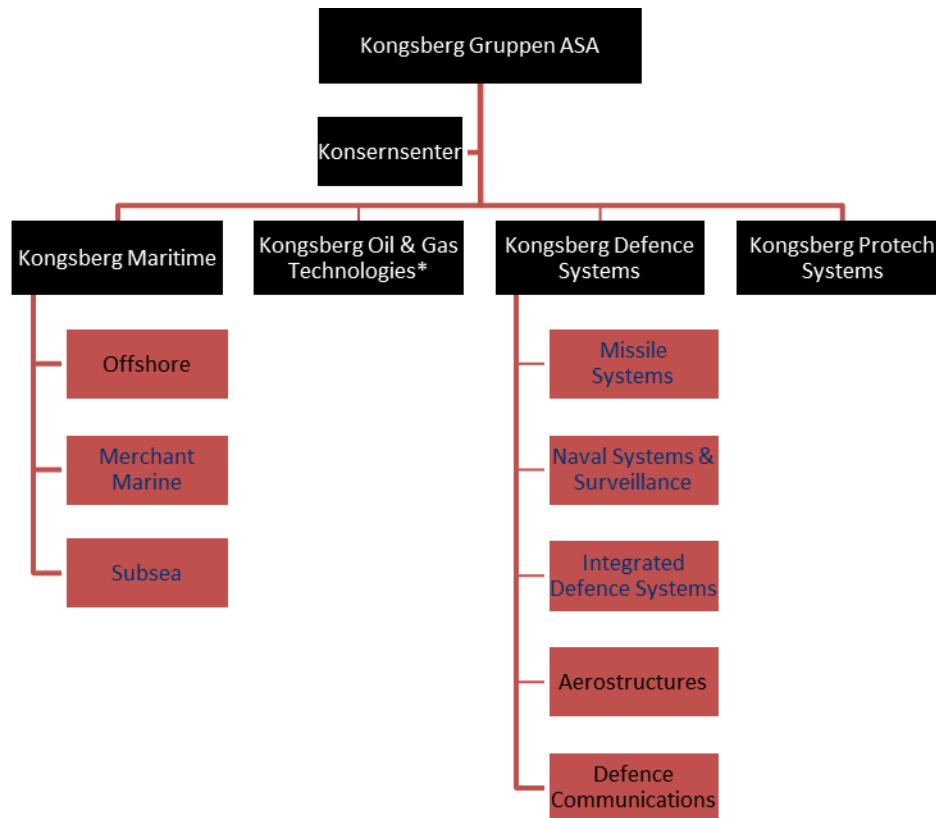 Kongsberg Gruppen ASA
Konsernsenter
Kongsberg Maritime
Kongsberg Oil & Gas
Technologies*
Kongsberg Defence
Systems
Kongsberg Protech
Systems
Offshore
Merchant
Marine
Subsea
Missile
Systems
Naval Systems &
Surveillance
Integrated
Defence Systems
Aerostructures
Defence
Communications